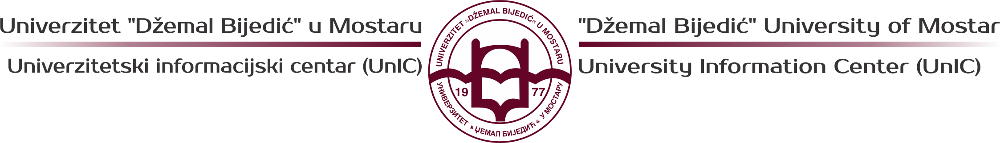 Univerzitet "Džemal Bijedić" u Mostaru
Univerzitetski informacijski centar (UnIC)
UNIVERZITET »DŽEMAL BIJEDIĆ« U MOSTARU
19 77
УНИВЕРЗИТЕТ »ЏЕМАЛ БИЈЕДИЋ« У МОСТАРУ
"Džemal Bijedić" University of Mostar
University Information Center (UnIC)